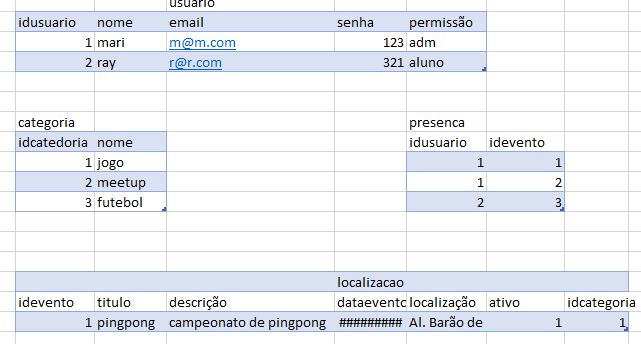 usuario
idusuario nome email senha permissão
1 mari m@m.com 123 adm
2 ray r@r.com 321 aluno
categoria presenca
idcatedoria nome idusuario idevento
1 jogo 1 1
2 meetup 1 2
3 futebol 2 3
localizacao
idevento titulo descrição dataevento localização ativo idcategoria
1 pingpong campeonato de pingpong ######### Al. Barão de 1 1